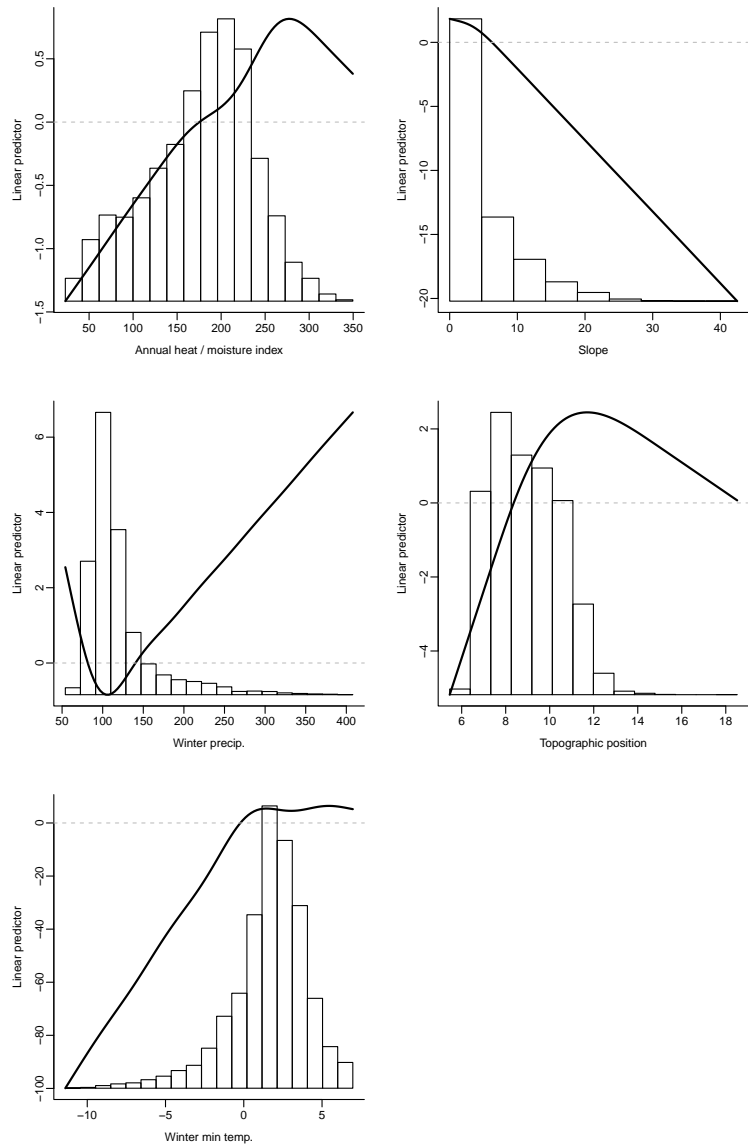 Linear predictor
0.5
0.0
−0.5
−1.0
−1.5
50 100 150 200 250 300 350
Annual heat / moisture index
Linear predictor
0
−5
−10
−15
−20
0 10 20 30 40
Slope
Linear predictor
6
4
2
0
50 100 150 200 250 300 350 400
Winter precip.
Linear predictor
2
0
−2
−4
6 8 10 12 14 16 18
Topographic position
Linear predictor
0
−20
−40
−60
−80
−100
−10 −5 0 5
Winter min temp.